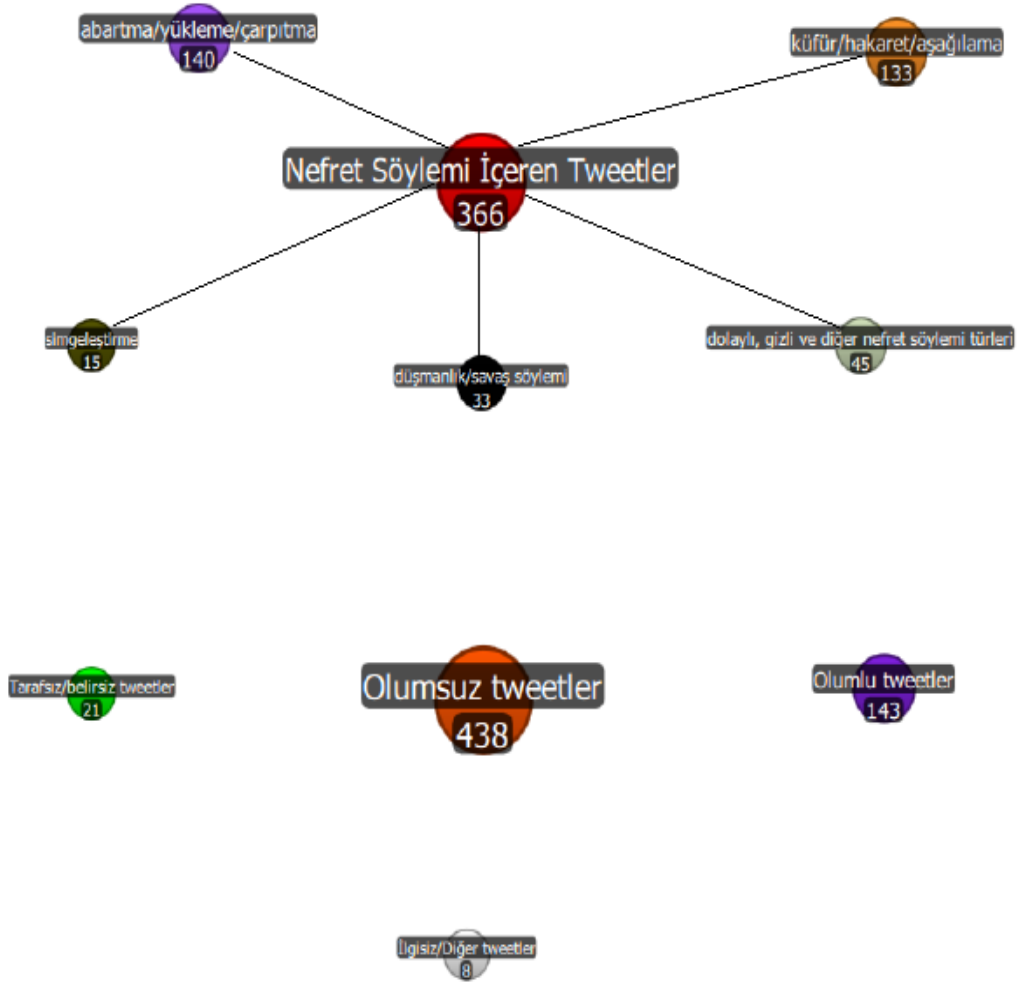 abartma/yükleme/çarpıtma
140
küfür/hakaret/aşağılama
133
Nefret Söylemi İçeren Tweetler
366
simgeleştirme
15
düşmanlık/savaş söylemi
33
dolaylı, gizli ve diğer nefret söylemi türleri
45
Tarafsız/belirsiz tweetler
21
Olumsuz tweetler
438
Olumlu tweetler
143
İlgisiz/Diğer tweetler
8